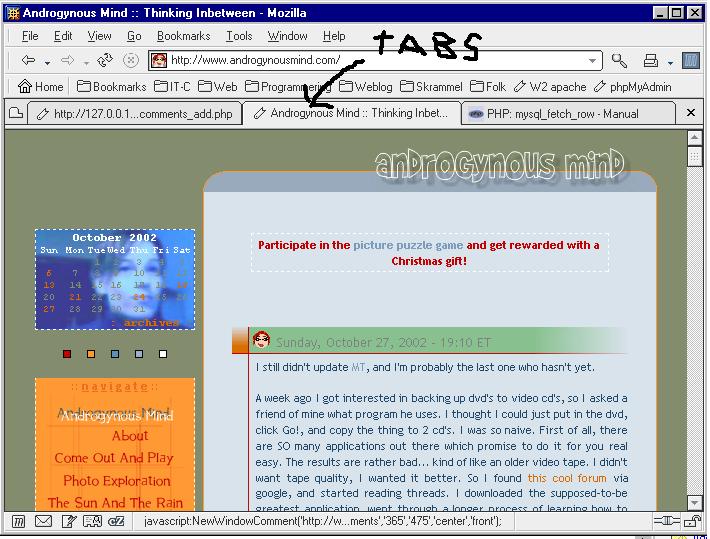 Androgynous Mind :: Thinking Inbetween - Mozilla
File Edit View Go Bookmarks Tools Window Help
http://www.androgynousmind.com/
TABS
Home Bookmarks IT-C Web Programmering Weblog Skrammel Folk W2 apache phpMyAdmin
http://127.0.0.1...comments_add.php Androgynous Mind :: Thinking Inbet... PHP: mysql_fetch_row - Manual
androgynous mind
October 2002
Sun Mon Tue Wed Thu Fri Sat
1 2 3 4 5
6 7 8 9 10 11 12
13 14 15 16 17 18 19
20 21 22 23 24 25 26
27 28 29 30 31
: archives
Participate in the picture puzzle game and get rewarded with a
Christmas gift!
:: navigate ::
Androgynous Mind
About
Come Out And Play
Photo Exploration
The Sun And The Rain
Sunday, October 27, 2002 - 19:10 ET
I still didn't update MT, and I'm probably the last one who hasn't yet.
A week ago I got interested in backing up dvd's to video cd's, so I asked a
friend of mine what program he uses. I thought I could just put in the dvd,
click Go!, and copy the thing to 2 cd's. I was so naive. First of all, there
are SO many applications out there which promise to do it for you real
easy. The results are rather bad... kind of like an older video tape. I didn't
want tape quality, I wanted it better. So I found this cool forum via
google, and started reading threads. I downloaded the supposed-to-be
greatest application, went through a longer process of learning how to
javascript:NewWindowComment('http://w...ments','365','475','center','front');